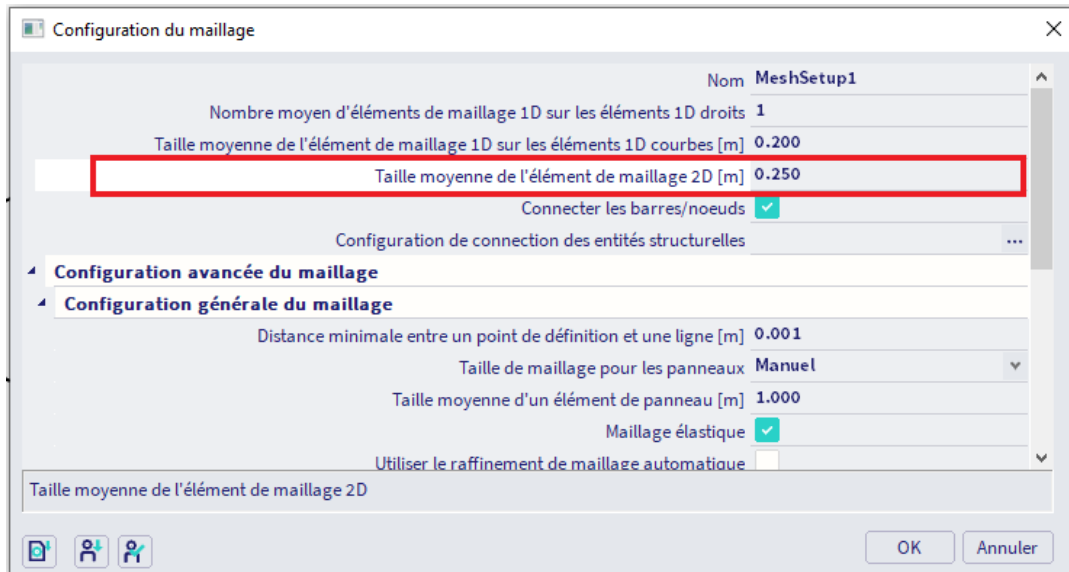 Configuration du maillage
Nom MeshSetup1
Nombre moyen d'éléments de maillage 1D sur les éléments 1D droits 1
Taille moyenne de l'élément de maillage 1D sur les éléments 1D courbes [m] 0.200
Taille moyenne de l'élément de maillage 2D [m] 0.250
Connecter les barres/noeuds
Configuration de connection des entités structurelles ...
Configuration avancée du maillage
Configuration générale du maillage
Distance minimale entre un point de définition et une ligne [m] 0.001
Taille de maillage pour les panneaux Manuel
Taille moyenne d'un élément de panneau [m] 1.000
Maillage élastique
Utiliser le raffinement de maillage automatique
Taille moyenne de l'élément de maillage 2D
OK Annuler